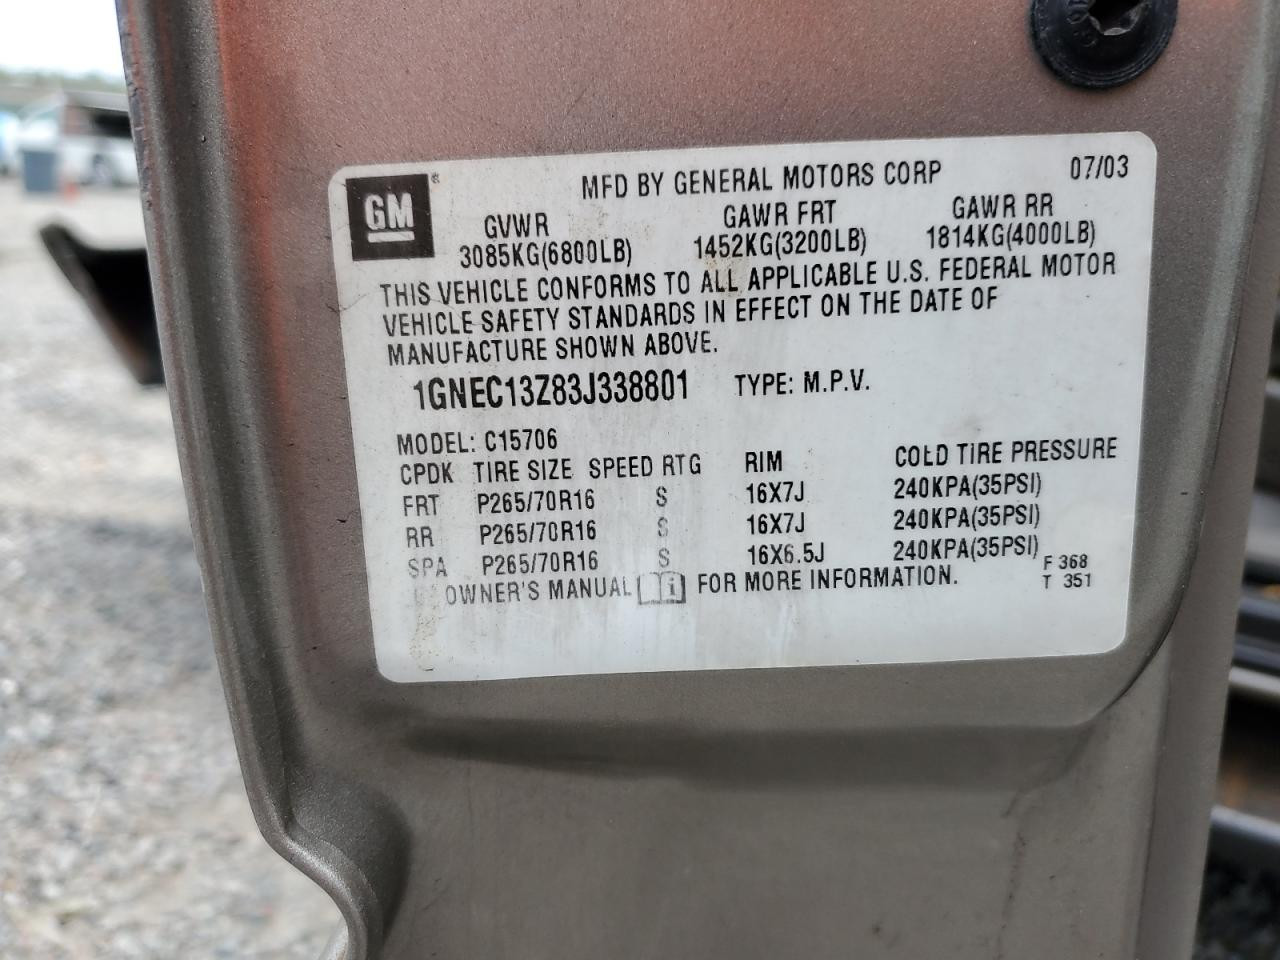 GM ®
MFD BY GENERAL MOTORS CORP 07/03
GVWR GAWR FRT GAWR RR
3085KG(6800LB) 1452KG(3200LB) 1814KG(4000LB)
THIS VEHICLE CONFORMS TO ALL APPLICABLE U.S. FEDERAL MOTOR
VEHICLE SAFETY STANDARDS IN EFFECT ON THE DATE OF
MANUFACTURE SHOWN ABOVE.
1GNEC13Z83J338801 TYPE: M.P.V.
MODEL: C15706
CPDK TIRE SIZE SPEED RTG RIM COLD TIRE PRESSURE
FRT P265/70R16 S 16X7J 240KPA(35PSI)
RR P265/70R16 S 16X7J 240KPA(35PSI)
SPA P265/70R16 S 16X6.5J 240KPA(35PSI)
OWNER'S MANUAL FOR MORE INFORMATION.
F 368
T 351